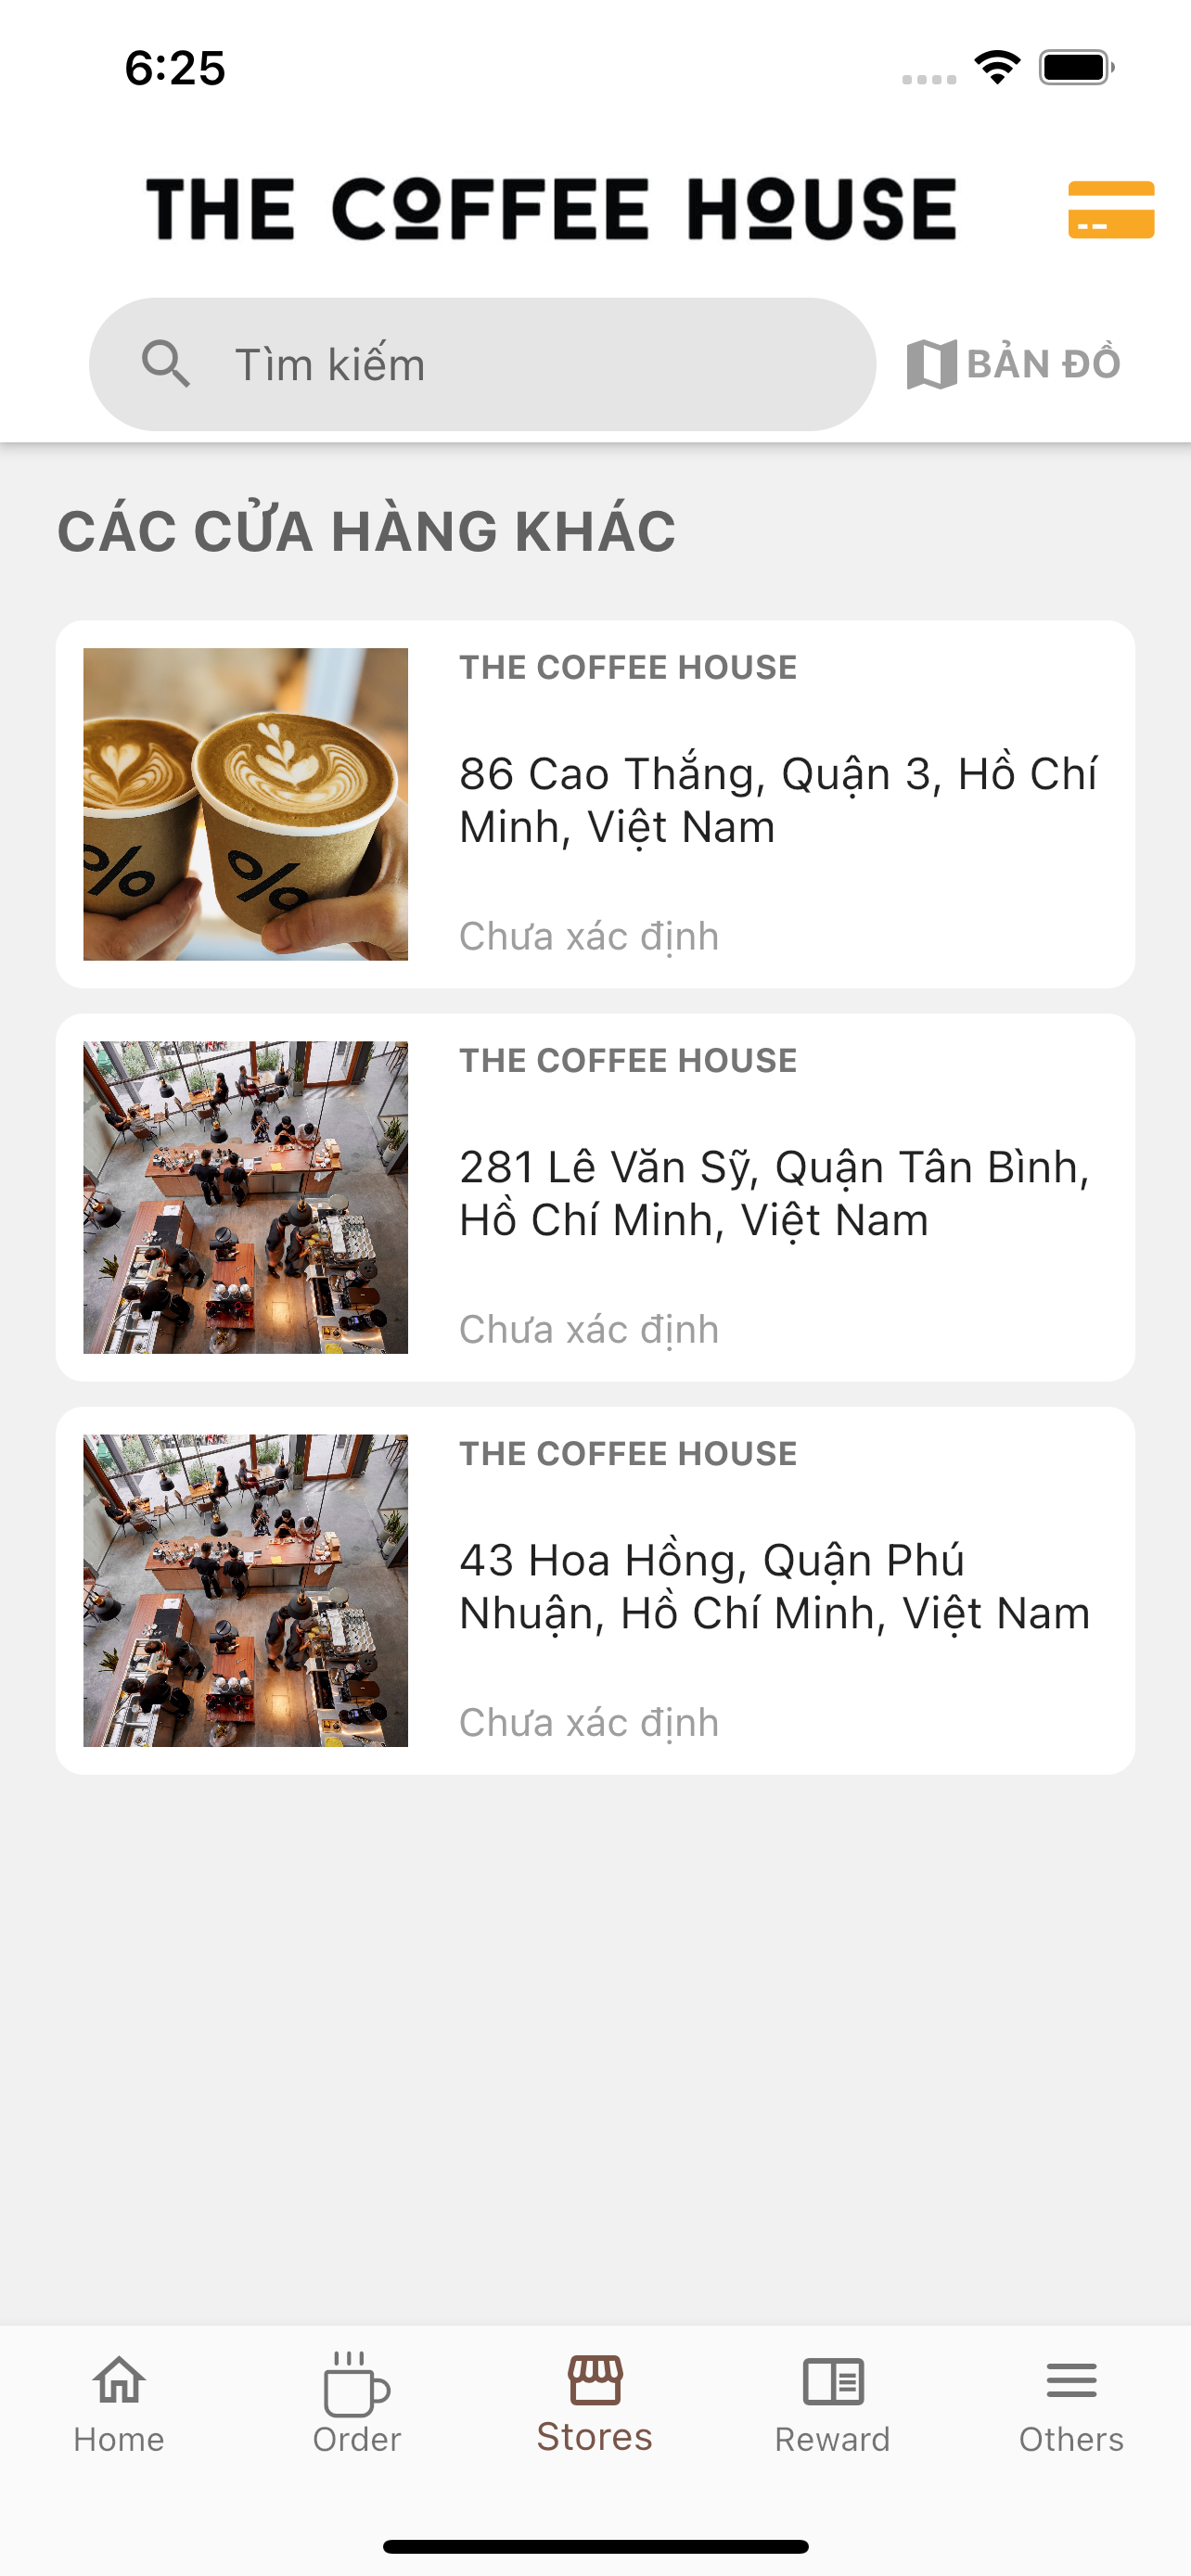 6:25
THE COFFEE HOUSE
Tìm kiếm
BẢN ĐỒ
CÁC CỬA HÀNG KHÁC
THE COFFEE HOUSE
86 Cao Thắng, Quận 3, Hồ Chí
Minh, Việt Nam
Chưa xác định
%
%
THE COFFEE HOUSE
281 Lê Văn Sỹ, Quận Tân Bình,
Hồ Chí Minh, Việt Nam
Chưa xác định
THE COFFEE HOUSE
43 Hoa Hồng, Quận Phú
Nhuận, Hồ Chí Minh, Việt Nam
Chưa xác định
Home
Order
Stores
Reward
Others